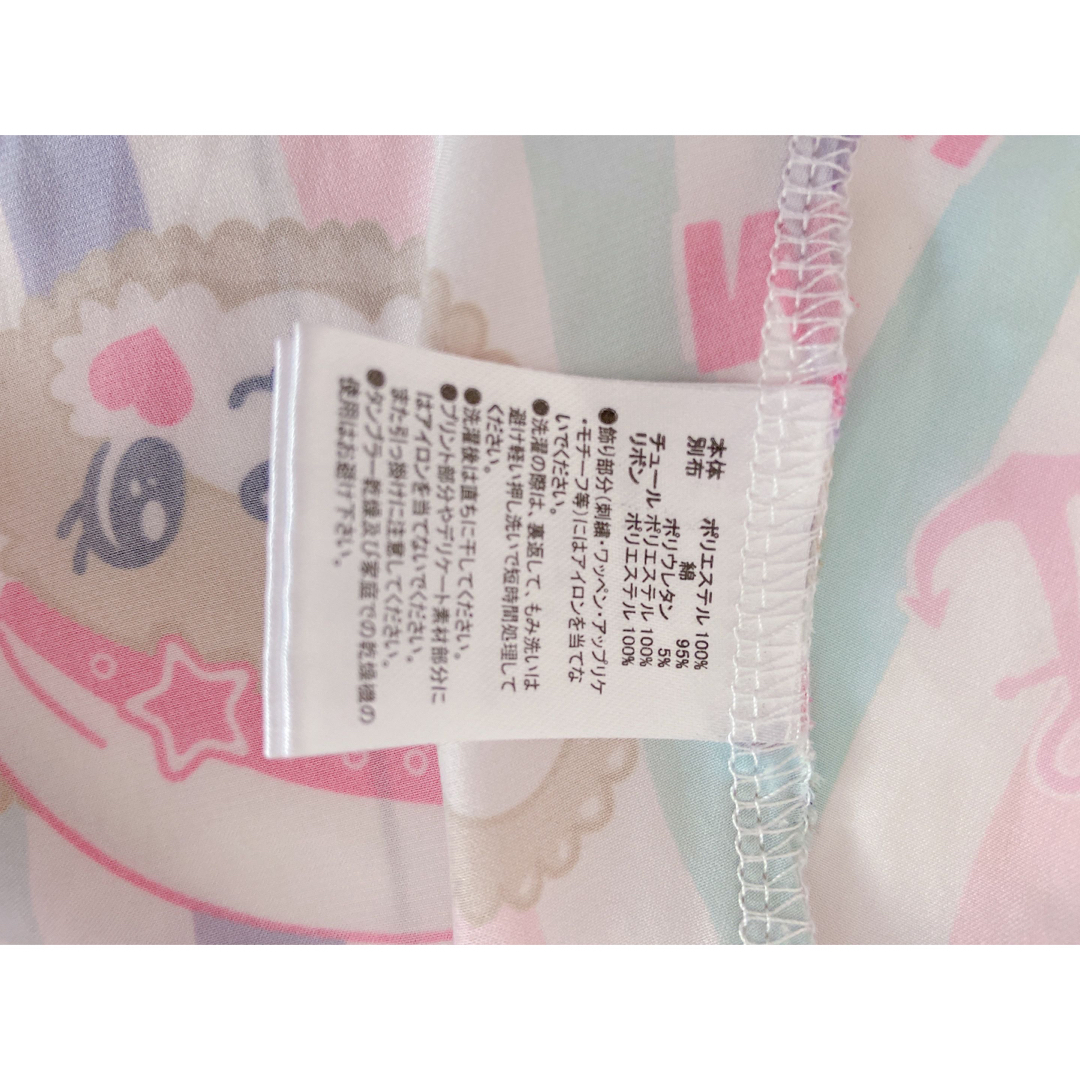 本体 ポリエステル 100%
別布 綿 95%
ポリウレタン 5%
チュール ポリエステル 100%
リボン ポリエステル 100%
●飾り部分(刺繍・ワッペン・アップリケ
・モチーフ等)にはアイロンを当てな
いでください。
●洗濯の際は、裏返して、もみ洗いは
避け軽い押し洗いで短時間処理して
ください。
●洗濯後は直ちに干してください。
●プリント部分やデリケート素材部分に
はアイロンを当てないでください。
また引っ掛けに注意してください。
●タンブラー乾燥及び家庭での乾燥機の
使用はお避け下さい。